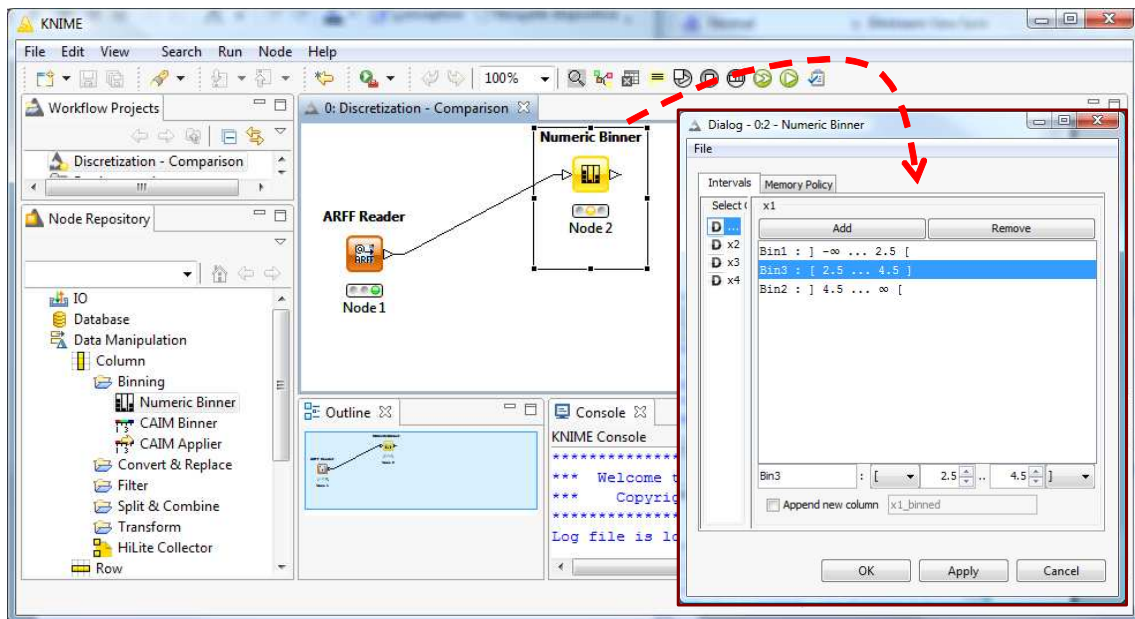 KNIME
File Edit View Search Run Node Help
100%
Workflow Projects
Discretization - Comparison
Node Repository
IO
Database
Data Manipulation
Column
Binning
Numeric Binner
CAIM Binner
CAIM Applier
Convert & Replace
Filter
Split & Combine
Transform
HiLite Collector
Row
0: Discretization - Comparison
Numeric Binner
Node 2
ARFF Reader
ARFF
Node 1
Outline
Console
KNIME Console
***************
*** Welcome
*** Copyrig
***************
Log file is lo
Dialog - 0:2 - Numeric Binner
File
Intervals Memory Policy
Select x1
D ... Add Remove
D x2
D x3
D x4
Bin1 : ] -∞ ... 2.5 [
Bin3 : [ 2.5 ... 4.5 ]
Bin2 : ] 4.5 ... ∞ [
Bin3 : [ 2.5 .. 4.5 ]
Append new column x1_binned
OK Apply Cancel